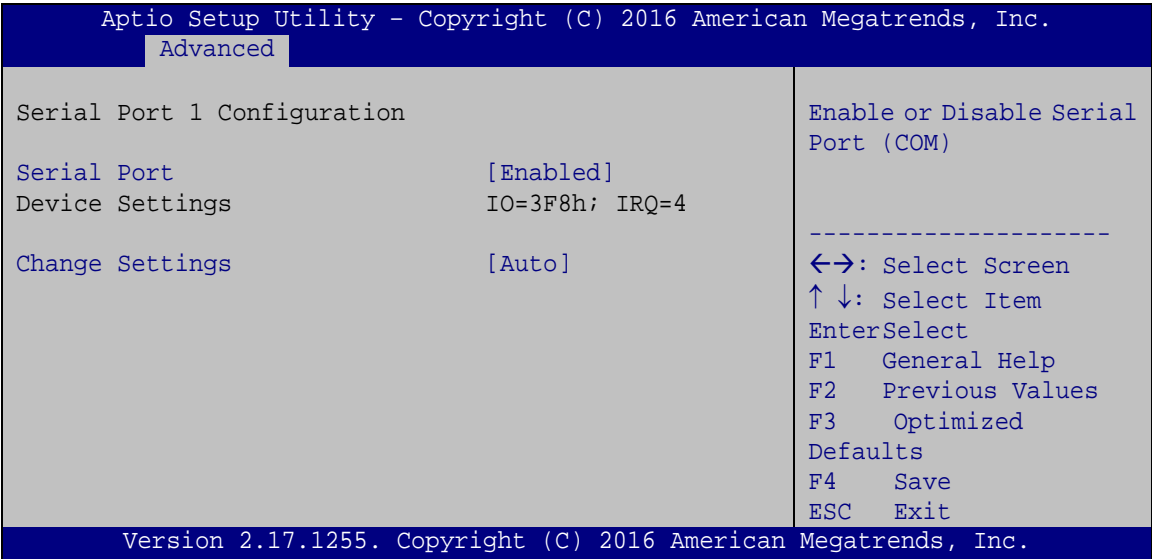 Aptio Setup Utility – Copyright (C) 2016 American Megatrends, Inc.
Advanced
Serial Port 1 Configuration
Serial Port [Enabled]
Device Settings IO=3F8h; IRQ=4
Change Settings [Auto]
Enable or Disable Serial
Port (COM)
---------------------
←→: Select Screen
↑ ↓: Select Item
EnterSelect
F1 General Help
F2 Previous Values
F3 Optimized
Defaults
F4 Save
ESC Exit
Version 2.17.1255. Copyright (C) 2016 American Megatrends, Inc.